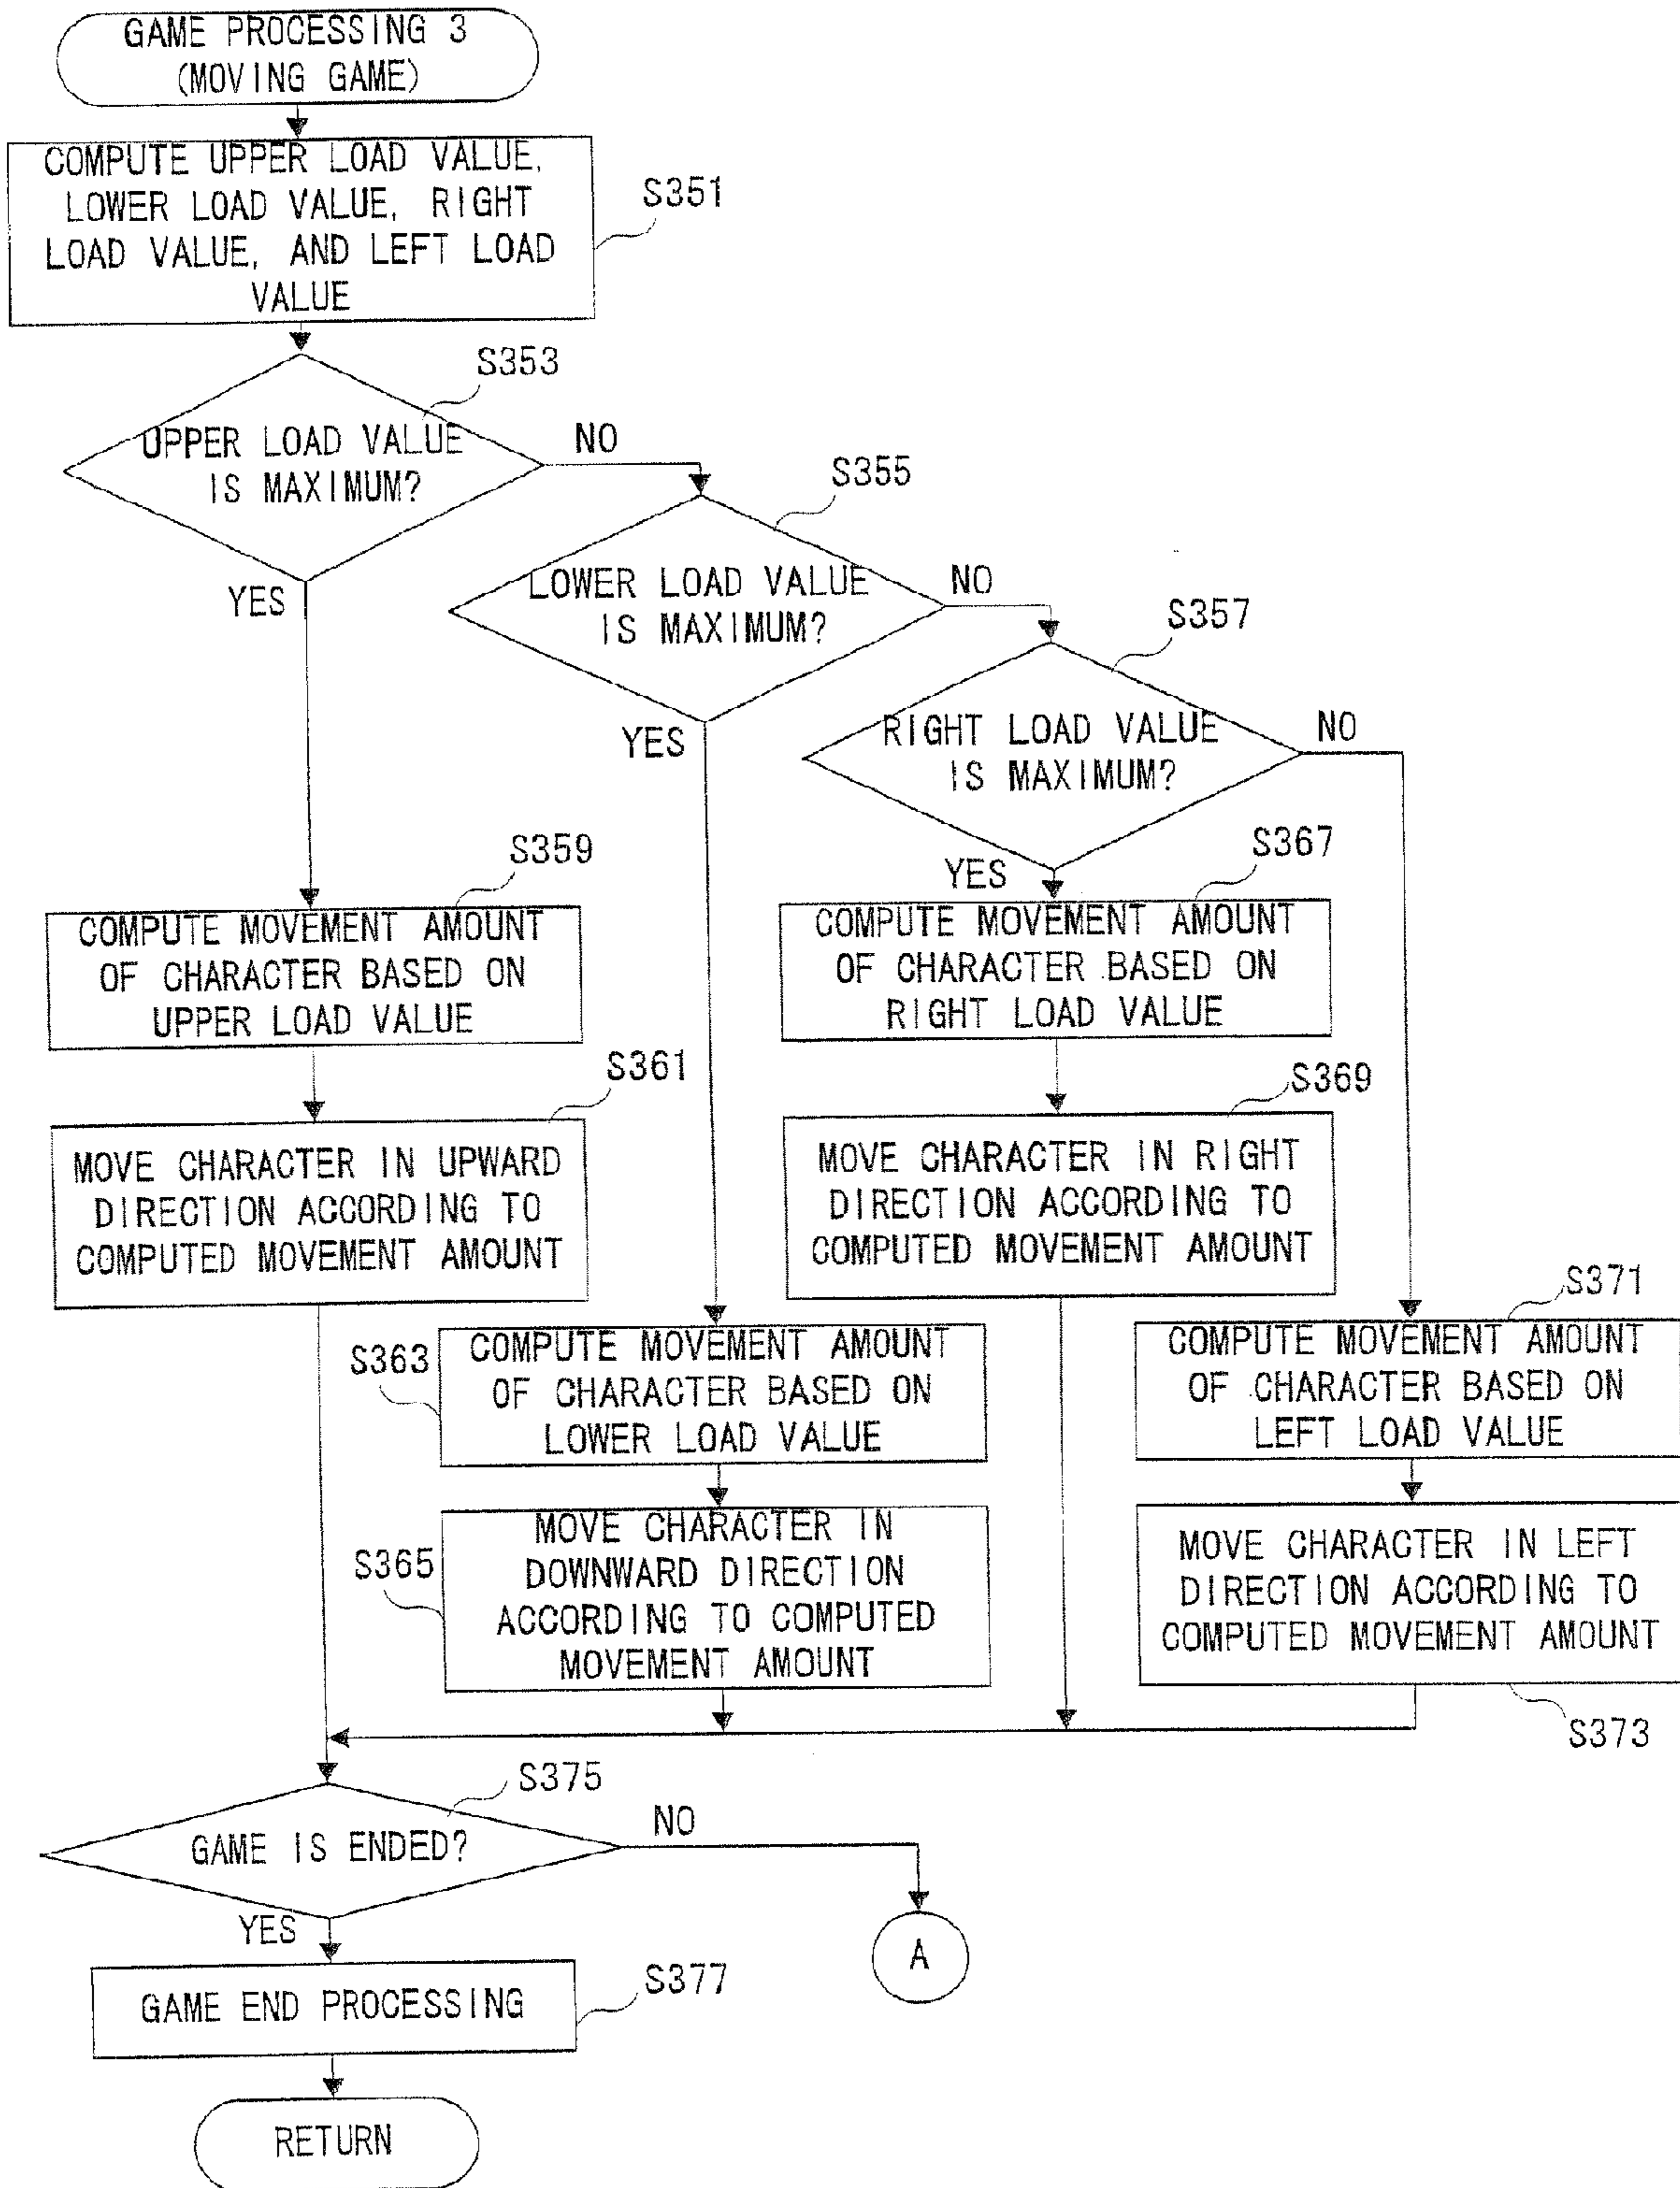 GAME PROCESSING 3
(MOVING GAME)
COMPUTE UPPER LOAD VALUE,
LOWER LOAD VALUE, RIGHT
LOAD VALUE, AND LEFT LOAD
VALUE
S351
S353
UPPER LOAD VALUE
IS MAXIMUM?
NO
YES
S355
LOWER LOAD VALUE
IS MAXIMUM?
NO
YES
S357
RIGHT LOAD VALUE
IS MAXIMUM?
NO
YES
S359
COMPUTE MOVEMENT AMOUNT
OF CHARACTER BASED ON
UPPER LOAD VALUE
S361
MOVE CHARACTER IN UPWARD
DIRECTION ACCORDING TO
COMPUTED MOVEMENT AMOUNT
S367
COMPUTE MOVEMENT AMOUNT
OF CHARACTER BASED ON
RIGHT LOAD VALUE
S369
MOVE CHARACTER IN RIGHT
DIRECTION ACCORDING TO
COMPUTED MOVEMENT AMOUNT
S363
COMPUTE MOVEMENT AMOUNT
OF CHARACTER BASED ON
LOWER LOAD VALUE
S365
MOVE CHARACTER IN
DOWNWARD DIRECTION
ACCORDING TO COMPUTED
MOVEMENT AMOUNT
S371
COMPUTE MOVEMENT AMOUNT
OF CHARACTER BASED ON
LEFT LOAD VALUE
MOVE CHARACTER IN LEFT
DIRECTION ACCORDING TO
COMPUTED MOVEMENT AMOUNT
S373
S375
GAME IS ENDED?
NO
YES
A
GAME END PROCESSING
S377
RETURN